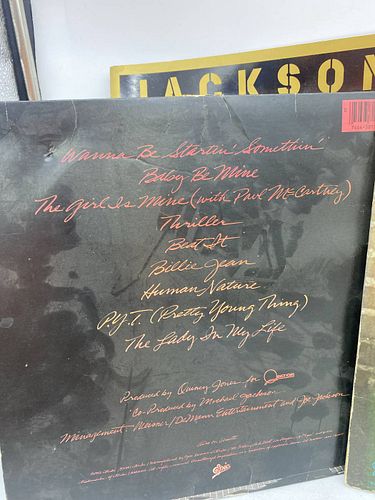 JACKSON
Wanna Be Startin' Somethin'
Baby Be Mine
The Girl Is Mine (with Paul McCartney)
Thriller
Beat It
Billie Jean
Human Nature
P.Y.T. (Pretty Young Thing)
The Lady In My Life
Produced by Quincy Jones for
Co-Produced by Michael Jackson
Management - Weisner/DeMann Entertainment and Joe Jackson
Epic